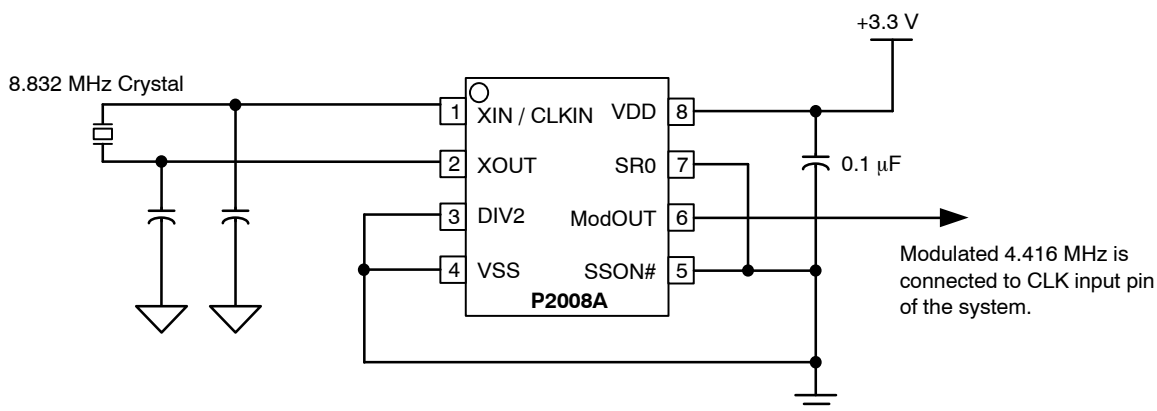 +3.3 V
8.832 MHz Crystal
1 XIN / CLKIN VDD 8
2 XOUT SR0 7
0.1 μF
3 DIV2 ModOUT 6
4 VSS SSON# 5
P2008A
Modulated 4.416 MHz is
connected to CLK input pin
of the system.